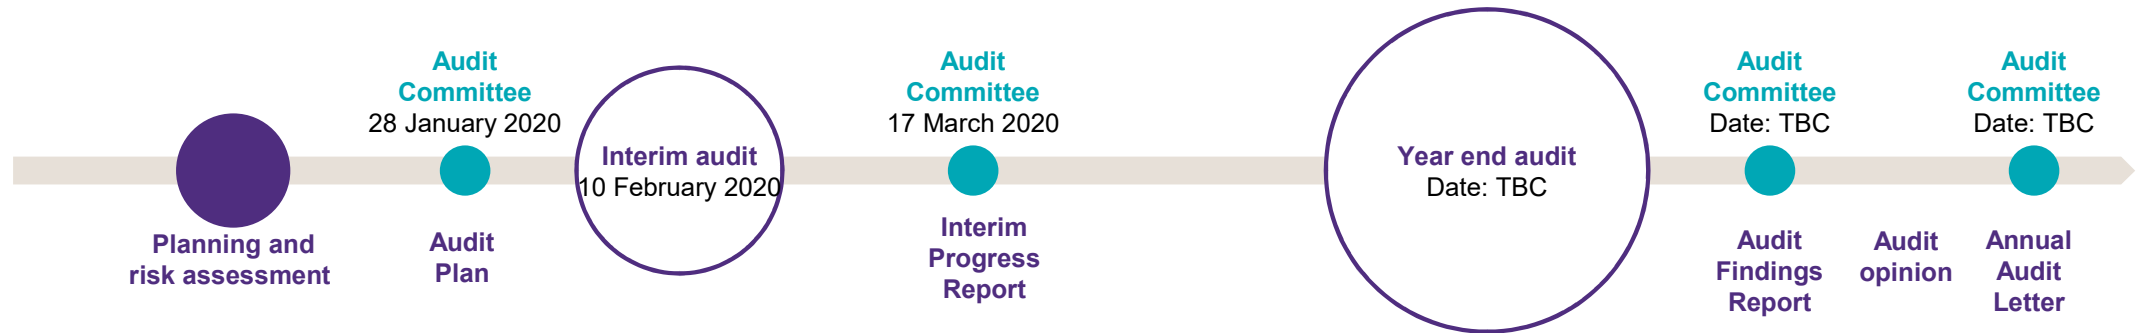 Planning and
risk assessment
Audit
Committee
28 January 2020
Audit
Plan
Interim audit
10 February 2020
Audit
Committee
17 March 2020
Interim
Progress
Report
Year end audit
Date: TBC
Audit
Committee
Date: TBC
Audit
Findings
Report
Audit
opinion
Audit
Committee
Date: TBC
Annual
Audit
Letter